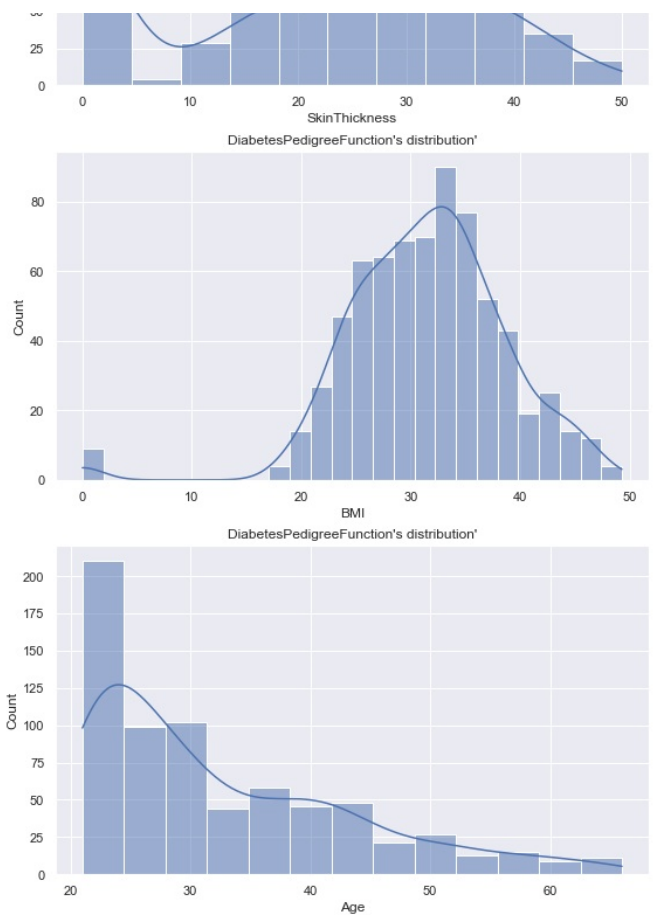 25
0
0 10 20 30 40 50
SkinThickness
DiabetesPedigreeFunction's distribution'
80
60
Count
40
20
0
0 10 20 30 40 50
BMI
DiabetesPedigreeFunction's distribution'
200
175
150
125
Count
100
75
50
25
0
20 30 40 50 60
Age